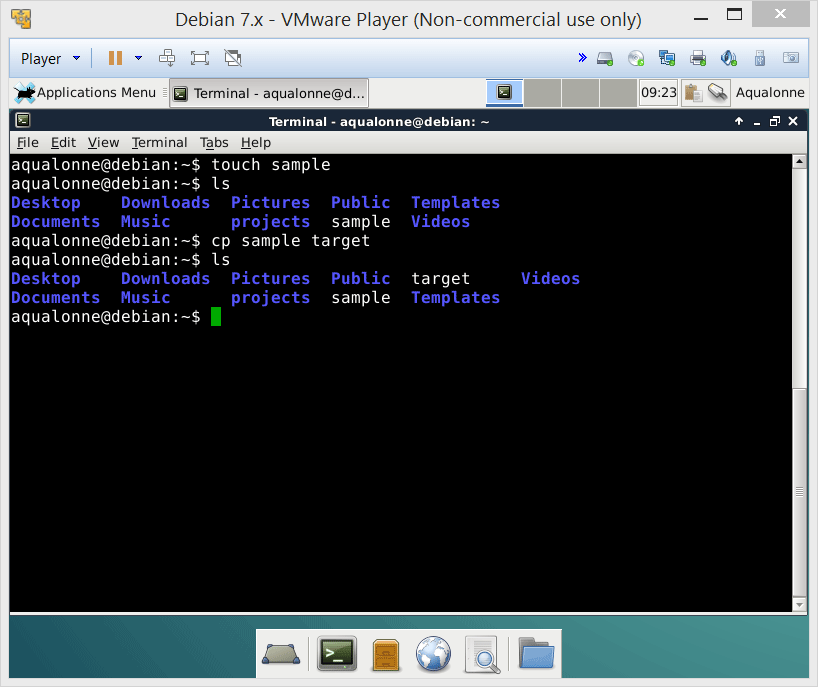 Debian 7.x - VMware Player (Non-commercial use only)
Player
Applications Menu Terminal - aqualonne@d... 09:23 Aqualonne
Terminal - aqualonne@debian: ~
File Edit View Terminal Tabs Help
aqualonne@debian:~$ touch sample
aqualonne@debian:~$ ls
Desktop Downloads Pictures Public Templates
Documents Music projects sample Videos
aqualonne@debian:~$ cp sample target
aqualonne@debian:~$ ls
Desktop Downloads Pictures Public target Videos
Documents Music projects sample Templates
aqualonne@debian:~$